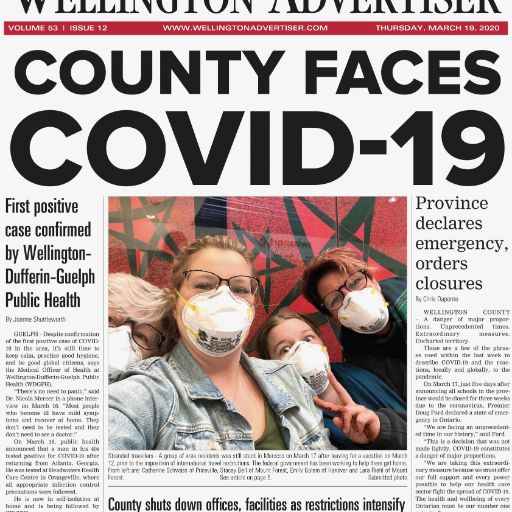 WELLINGTON ADVERTISER
VOLUME 53 | ISSUE 12
WWW.WELLINGTONADVERTISER.COM
THURSDAY, MARCH 19, 2020
COUNTY FACES
COVID-19
First positive
case confirmed
by Wellington-
Dufferin-Guelph
Public Health
By Joanne Shuttleworth
GUELPH – Despite confirmation
of the first positive case of COVID-
19 in the area, it's still time to
keep calm, practice good hygiene,
and be good global citizens, says
the Medical Officer of Health at
Wellington-Dufferin-Guelph Public
Health (WDGPH).
"There's no need to panic," said
Dr. Nicola Mercer in a phone inter-
view on March 16. "Most people
who become ill have mild symp-
toms and recover at home. They
don't need to be tested and they
don't need to see a doctor."
On March 16, public health
announced that a man in his 40s
tested positive for COVID-19 after
returning from Atlanta, Georgia.
He was tested at Headwaters Health
Care Centre in Orangeville, where
all appropriate infection control
precautions were followed.
He is now in self-isolation at
home and is being followed by
Stranded travellers - A group of area residents was still stuck in Morocco on March 17 after leaving for a vacation on March
12, prior to the imposition of international travel restrictions. The federal government has been working to help them get home.
From left are: Catherine Schwass of Priceville, Stacey Bell of Mount Forest, Emily Golem of Hanover and Lara Reid of Mount
Forest.
See article on page 5.
Submitted photo
County shuts down offices, facilities as restrictions intensify
Province
declares
emergency,
orders
closures
By Chris Daponte
WELLINGTON COUNTY
– A danger of major propor-
tions. Unprecedented times.
Extraordinary measures.
Uncharted territory.
Those are a few of the phras-
es used within the last week to
describe COVID-19 and the reac-
tions, locally and globally, to the
pandemic.
On March 17, just five days after
announcing all schools in the prov-
ince would be closed for three weeks
due to the coronavirus, Premier
Doug Ford declared a state of emer-
gency in Ontario.
"We are facing an unprecedent-
ed time in our history," said Ford.
"This is a decision that was not
made lightly. COVID-19 constitutes
a danger of major proportions.
"We are taking this extraordi-
nary measure because we must offer
our full support and every power
possible to help our health care
sector fight the spread of COVID-19.
The health and wellbeing of every
Ontarian must be our number one